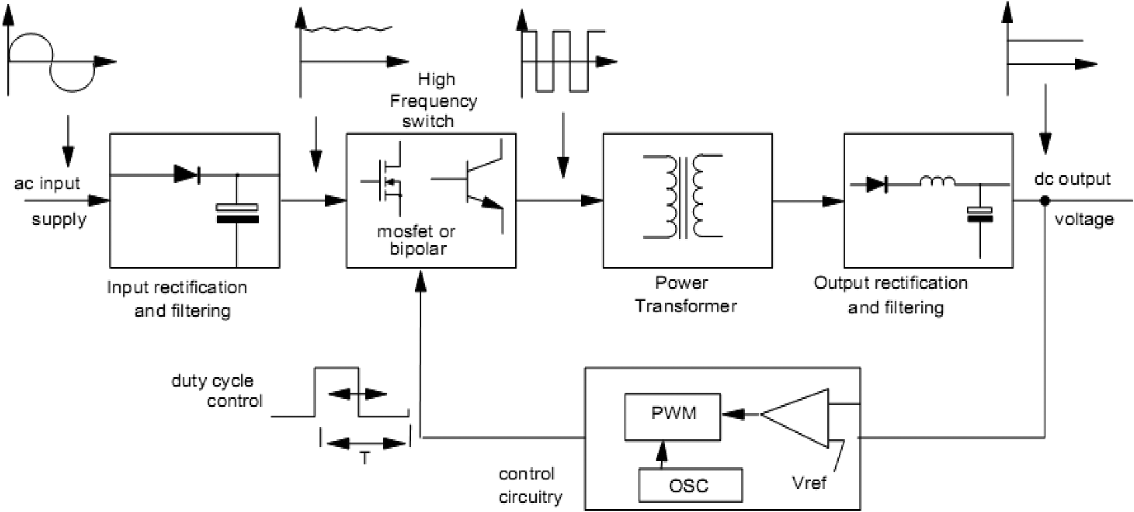 High
Frequency
switch
ac input
supply
mosfet or
bipolar
dc output
voltage
Input rectification
and filtering
Power
Transformer
Output rectification
and filtering
duty cycle
control
T
control
circuitry
PWM
OSC
Vref